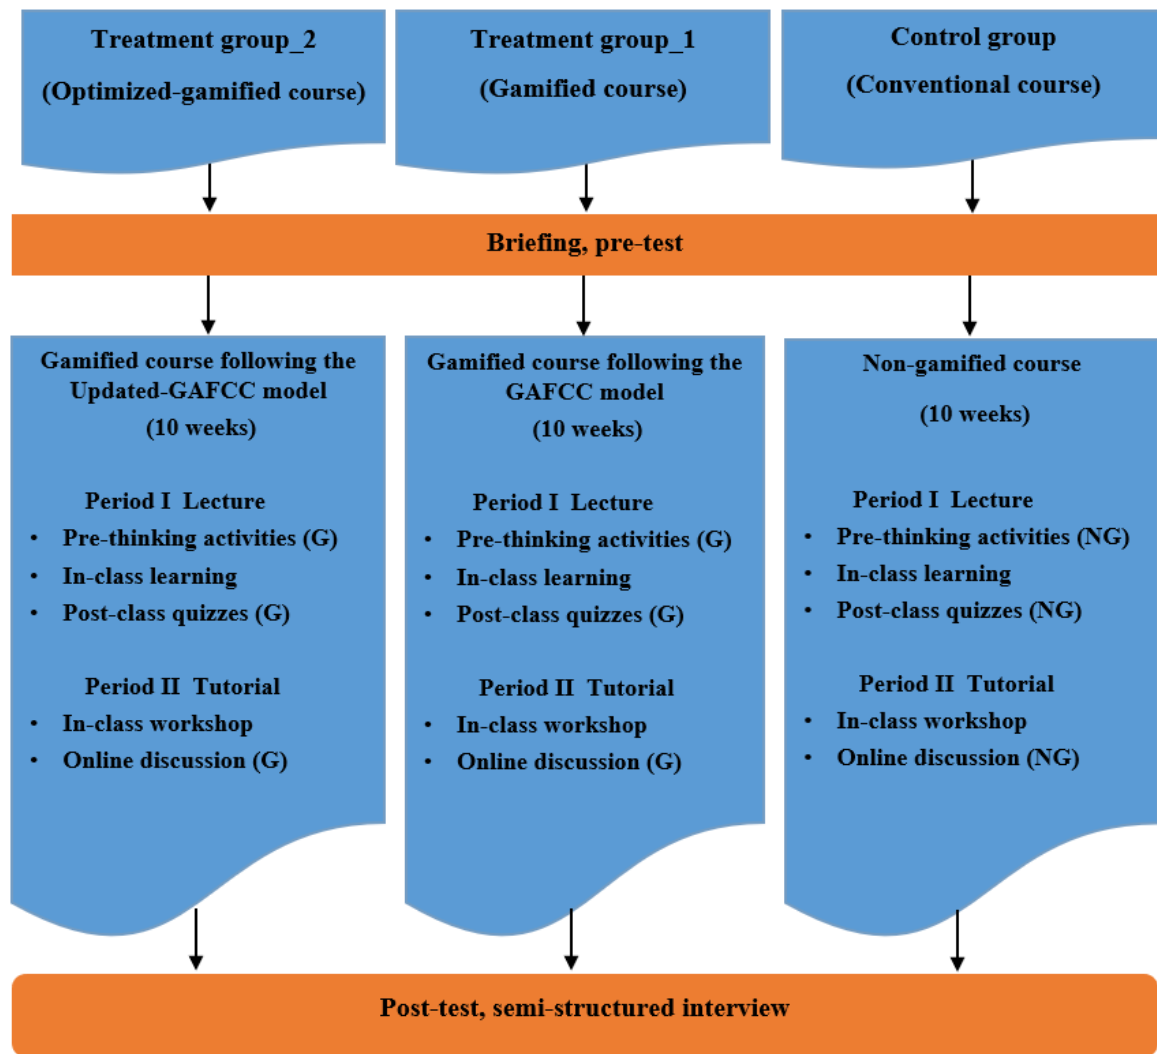 Treatment group_2
(Optimized-gamified course)
Treatment group_1
(Gamified course)
Control group
(Conventional course)
Briefing, pre-test
Gamified course following the
Updated-GAFCC model
(10 weeks)
Period I Lecture
• Pre-thinking activities (G)
• In-class learning
• Post-class quizzes (G)
Period II Tutorial
• In-class workshop
• Online discussion (G)
Gamified course following the
GAFCC model
(10 weeks)
Period I Lecture
• Pre-thinking activities (G)
• In-class learning
• Post-class quizzes (G)
Period II Tutorial
• In-class workshop
• Online discussion (G)
Non-gamified course
(10 weeks)
Period I Lecture
• Pre-thinking activities (NG)
• In-class learning
• Post-class quizzes (NG)
Period II Tutorial
• In-class workshop
• Online discussion (NG)
Post-test, semi-structured interview